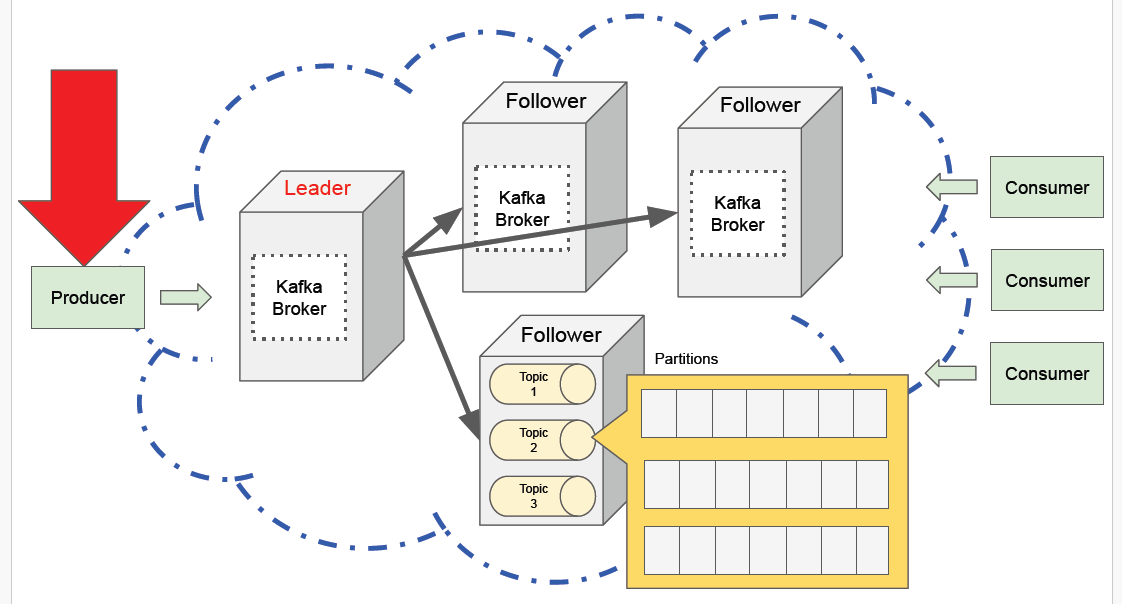 Follower
Follower
Leader
Kafka
Broker
Kafka
Broker
Kafka
Broker
Producer
Consumer
Consumer
Consumer
Follower
Partitions
Topic
1
Topic
2
Topic
3